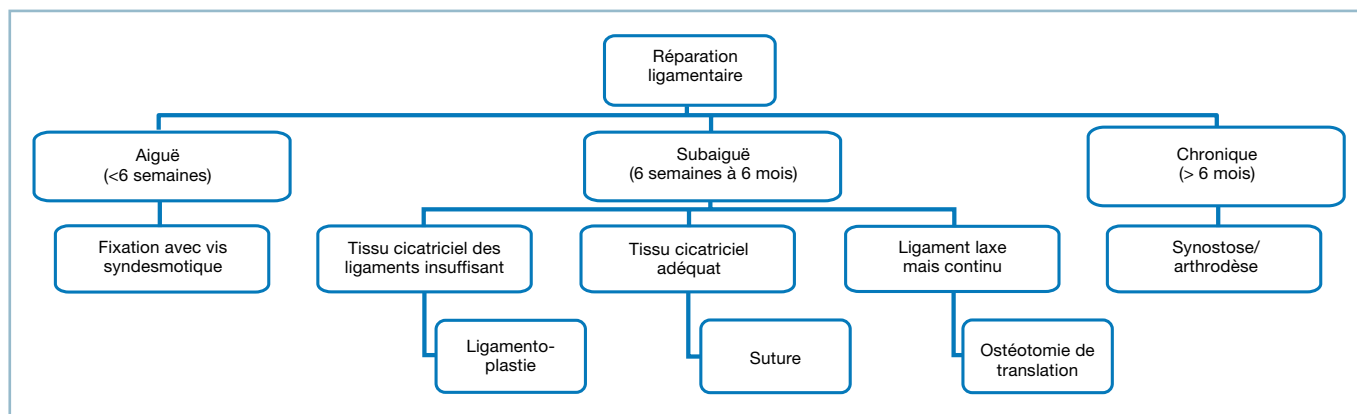 Réparation
ligamentaire
Aiguë
(<6 semaines)
Subaiguë
(6 semaines à 6 mois)
Chronique
(> 6 mois)
Fixation avec vis
syndesmotique
Tissu cicatriciel des
ligaments insuffisant
Tissu cicatriciel
adéquat
Ligament laxe
mais continu
Synostose/
arthrodèse
Ligamento-
plastie
Suture
Ostéotomie de
translation